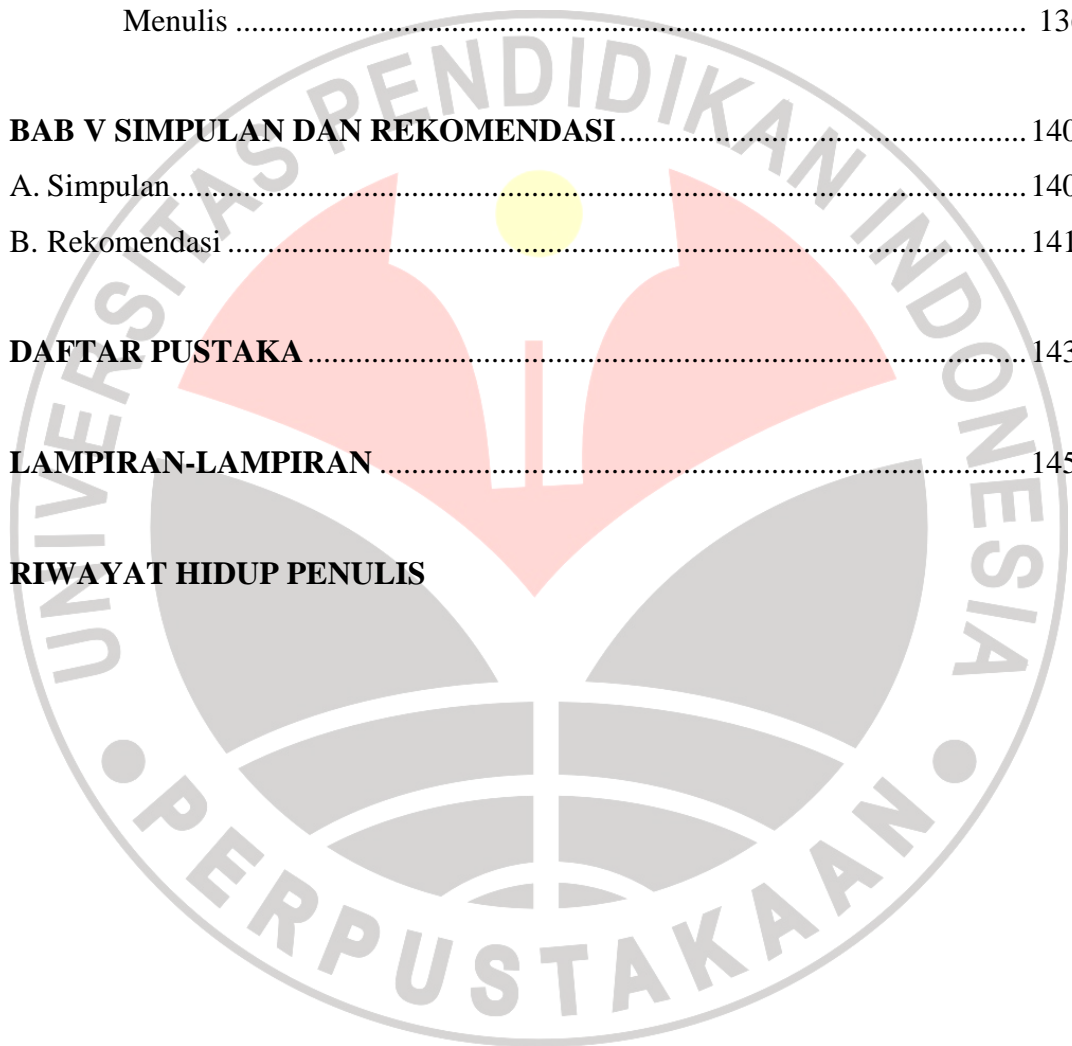 Menulis ........................................................................................ 136
BAB V SIMPULAN DAN REKOMENDASI ................................................ 140
A. Simpulan ............................................................................................... 140
B. Rekomendasi ......................................................................................... 141
DAFTAR PUSTAKA ................................................................................ 143
LAMPIRAN-LAMPIRAN ........................................................................ 145
RIWAYAT HIDUP PENULIS
UNIVERSITAS PENDIDIKAN INDONESIA
PERPUSTAKAAN